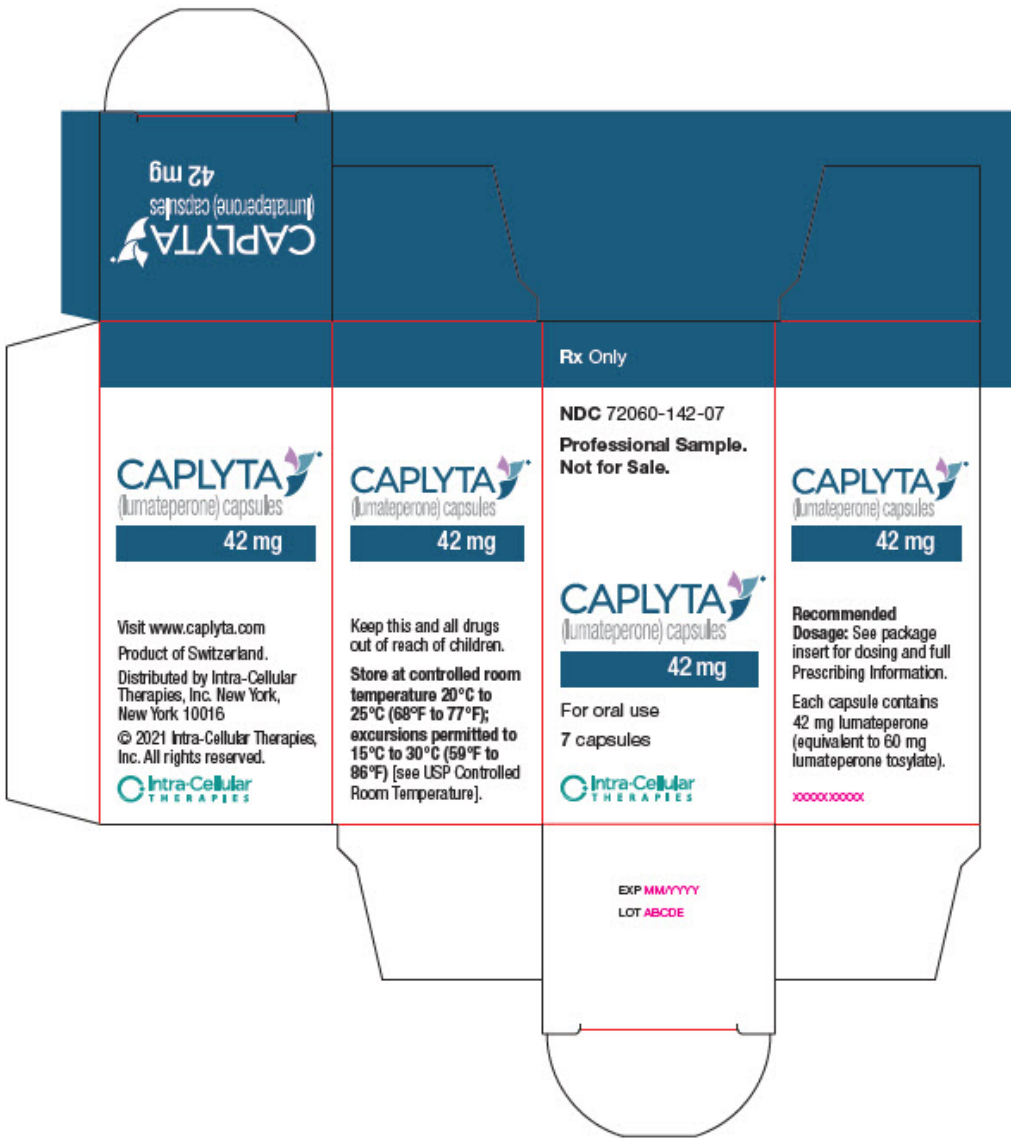 CAPLYTA
(lumateperone) capsules
42 mg
CAPLYTA
(lumateperone) capsules
42 mg
Visit www.caplyta.com
Product of Switzerland.
Distributed by Intra-Cellular
Therapies, Inc. New York,
New York 10016
© 2021 Intra-Cellular Therapies,
Inc. All rights reserved.
Intra-Cellular
THERAPIES
CAPLYTA
(lumateperone) capsules
42 mg
Keep this and all drugs
out of reach of children.
Store at controlled room
temperature 20°C to
25°C (68°F to 77°F);
excursions permitted to
15°C to 30°C (59°F to
86°F) [see USP Controlled
Room Temperature].
Rx Only
NDC 72060-142-07
Professional Sample.
Not for Sale.
CAPLYTA
(lumateperone) capsules
42 mg
For oral use
7 capsules
Intra-Cellular
THERAPIES
CAPLYTA
(lumateperone) capsules
42 mg
Recommended
Dosage: See package
insert for dosing and full
Prescribing Information.
Each capsule contains
42 mg lumateperone
(equivalent to 60 mg
lumateperone tosylate).
xxxxx xxxxx
EXP MM/YYYY
LOT ABCDE